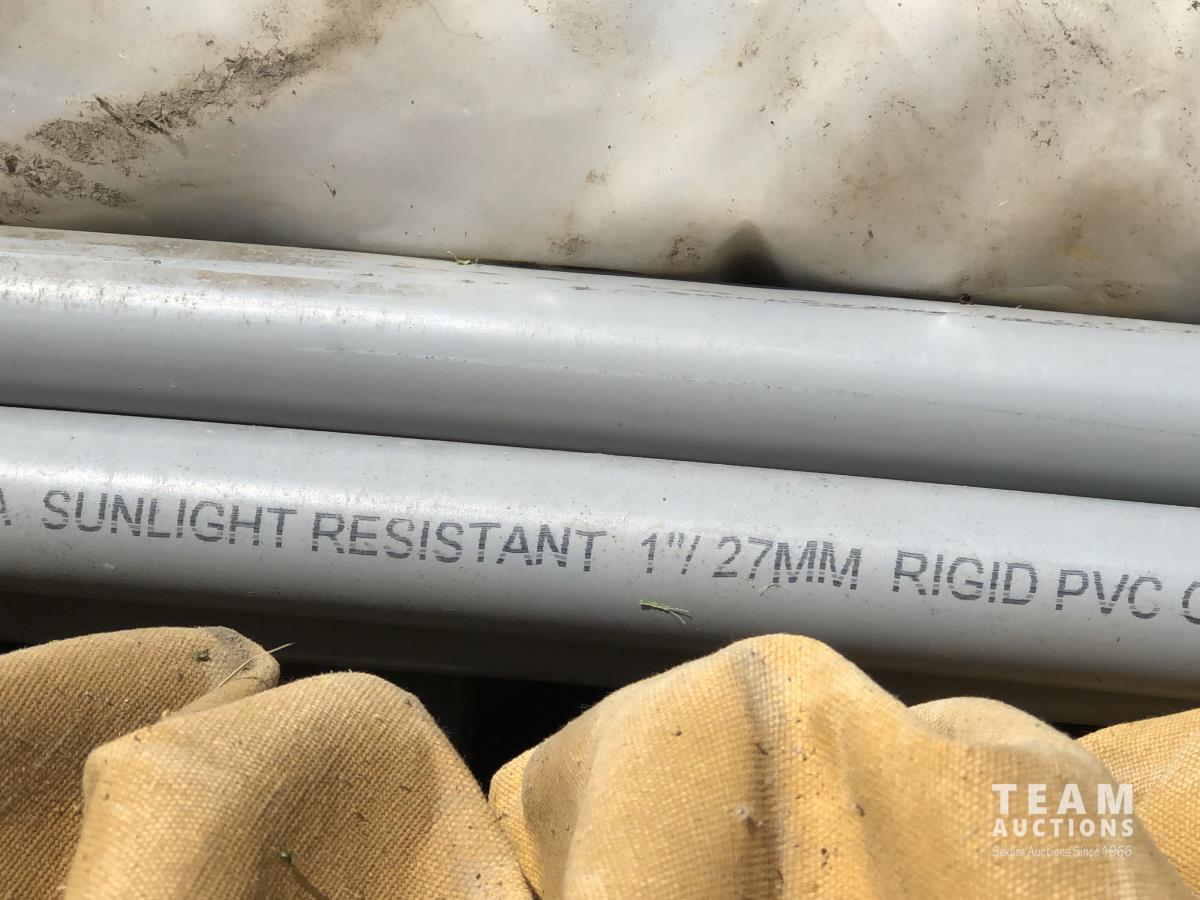 SUNLIGHT RESISTANT 1"/ 27MM RIGID PVC
TEAM
AUCTIONS
Sekura Auctions Since 1966